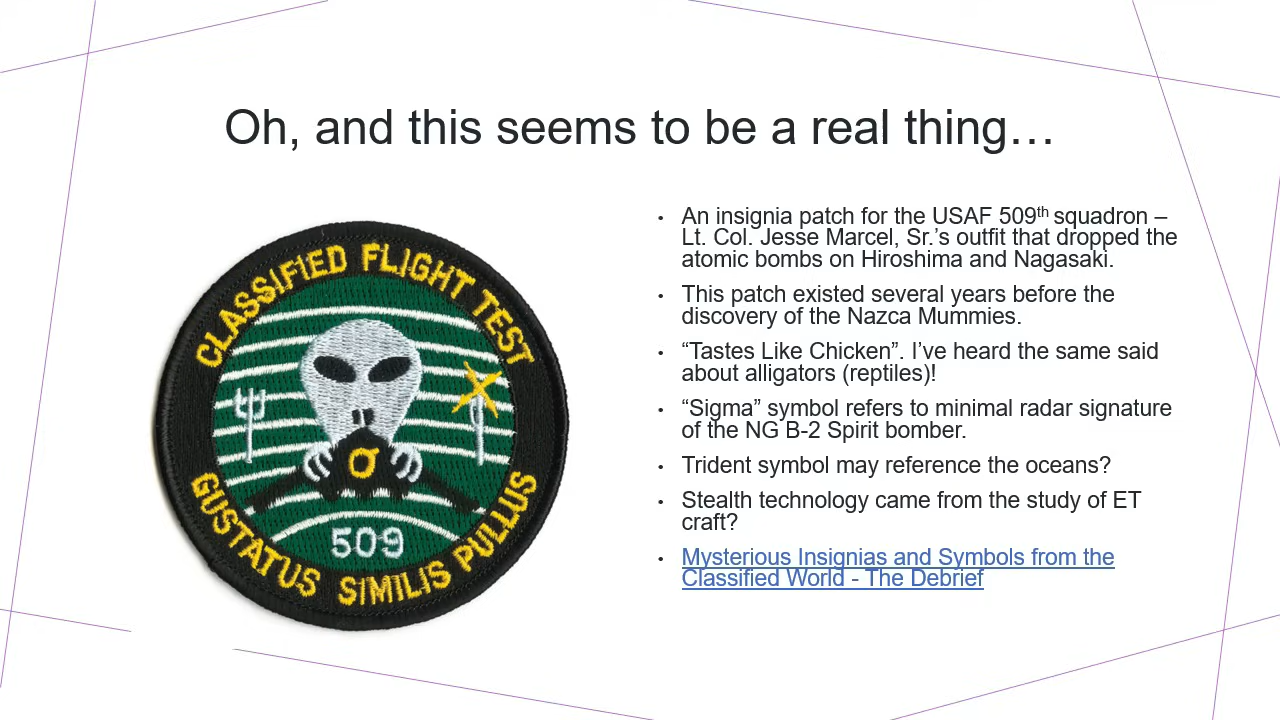 Oh, and this seems to be a real thing…
CLASSIFIED FLIGHT TEST
509
GUSTATUS SIMILIS PULLUS
σ
• An insignia patch for the USAF 509th squadron –
Lt. Col. Jesse Marcel, Sr.’s outfit that dropped the
atomic bombs on Hiroshima and Nagasaki.
• This patch existed several years before the
discovery of the Nazca Mummies.
• “Tastes Like Chicken”. I’ve heard the same said
about alligators (reptiles)!
• “Sigma” symbol refers to minimal radar signature
of the NG B-2 Spirit bomber.
• Trident symbol may reference the oceans?
• Stealth technology came from the study of ET
craft?
• Mysterious Insignias and Symbols from the
Classified World - The Debrief